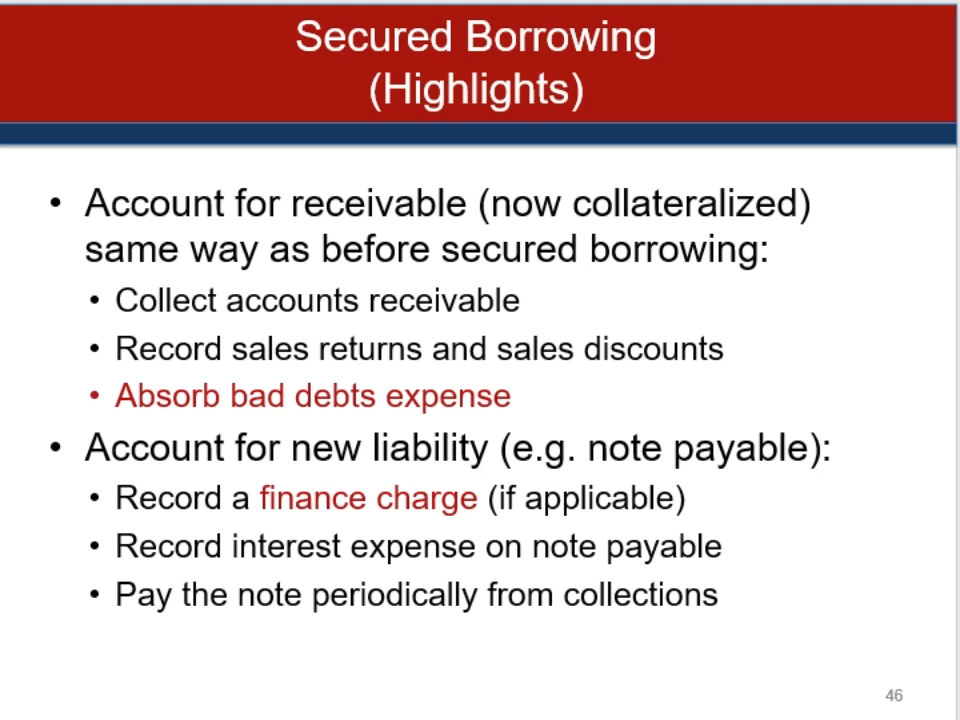 Secured Borrowing
(Highlights)
• Account for receivable (now collateralized)
same way as before secured borrowing:
• Collect accounts receivable
• Record sales returns and sales discounts
• Absorb bad debts expense
• Account for new liability (e.g. note payable):
• Record a finance charge (if applicable)
• Record interest expense on note payable
• Pay the note periodically from collections
46